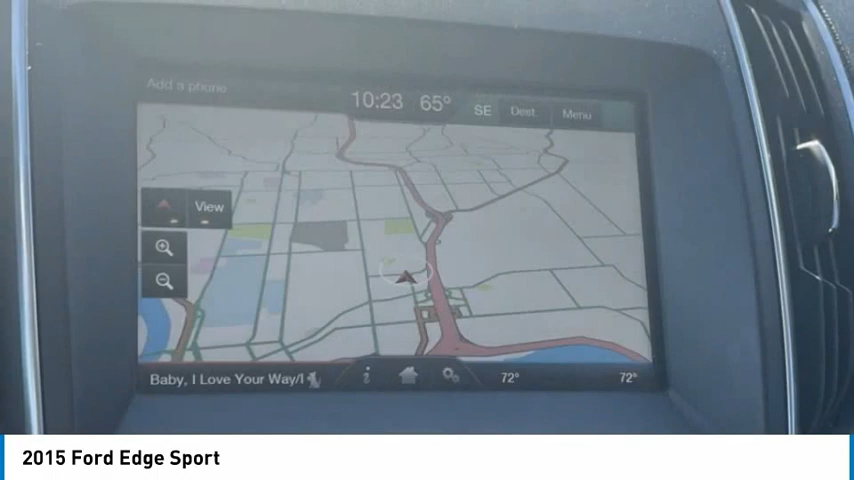 Add a phone
10:23 65° SE Dest Menu
View
Baby, I Love Your Way/ 72° 72°
2015 Ford Edge Sport